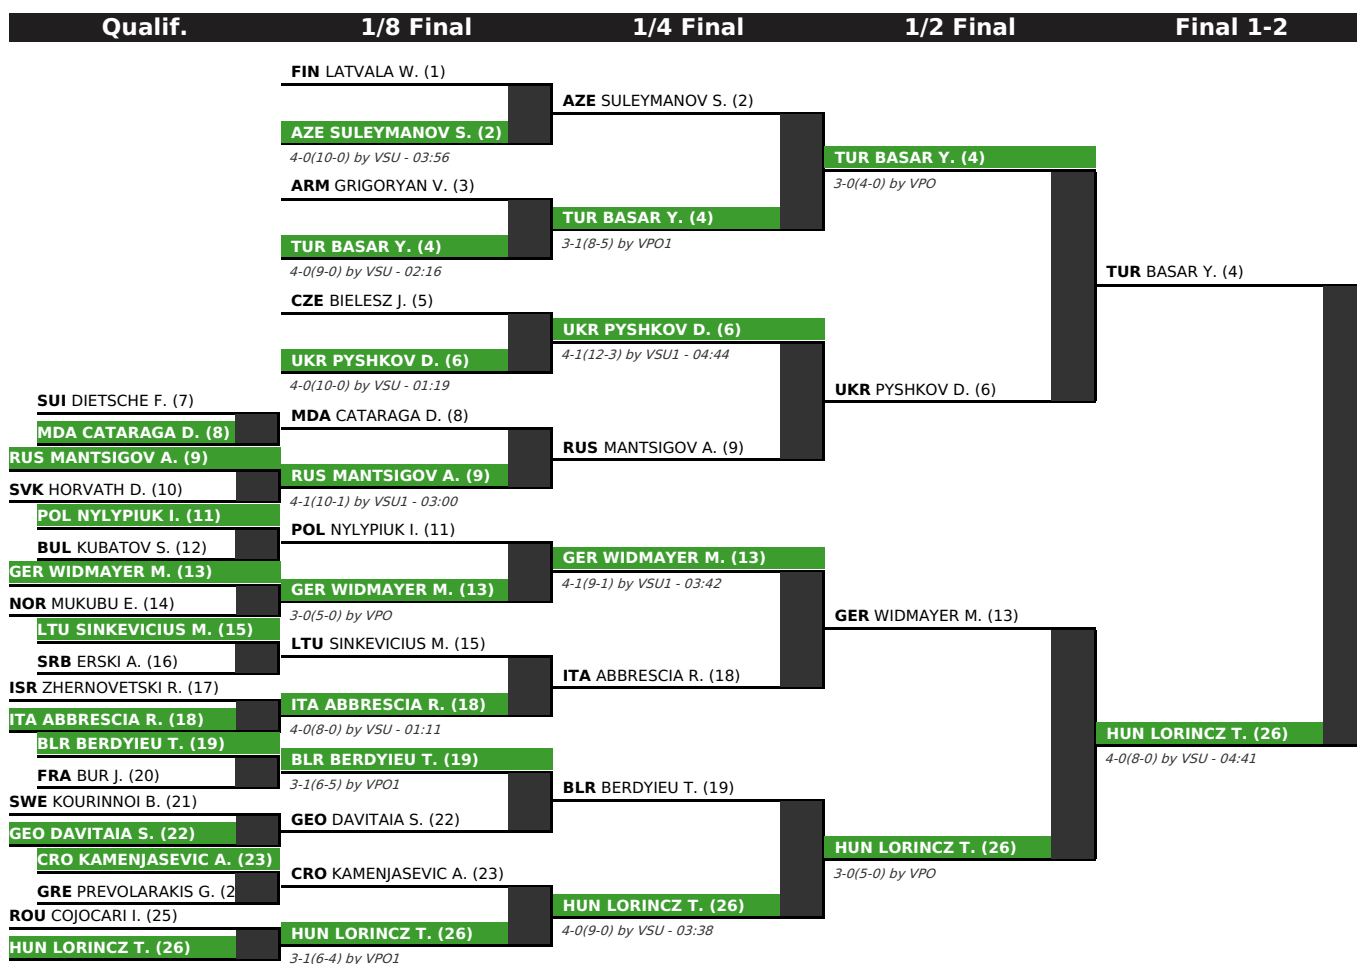 Qualif.
1/8 Final
1/4 Final
1/2 Final
Final 1-2
SUI DIETSCHE F. (7)
MDA CATARAGA D. (8)
RUS MANTSIGOV A. (9)
SVK HORVATH D. (10)
POL NYLYPIUK I. (11)
BUL KUBATOV S. (12)
GER WIDMAYER M. (13)
NOR MUKUBU E. (14)
LTU SINKEVICIUS M. (15)
SRB ERSKI A. (16)
ISR ZHERNOVETSKI R. (17)
ITA ABBRESCIA R. (18)
BLR BERDYIEU T. (19)
FRA BUR J. (20)
SWE KOURINNOI B. (21)
GEO DAVITAIA S. (22)
CRO KAMENJASEVIC A. (23)
GRE PREVOLARAKIS G. (2
ROU COJOCARI I. (25)
HUN LORINCZ T. (26)
FIN LATVALA W. (1)
AZE SULEYMANOV S. (2)
4-0(10-0) by VSU - 03:56
ARM GRIGORYAN V. (3)
TUR BASAR Y. (4)
4-0(9-0) by VSU - 02:16
CZE BIELESZ J. (5)
UKR PYSHKOV D. (6)
4-0(10-0) by VSU - 01:19
MDA CATARAGA D. (8)
RUS MANTSIGOV A. (9)
4-1(10-1) by VSU1 - 03:00
POL NYLYPIUK I. (11)
GER WIDMAYER M. (13)
3-0(5-0) by VPO
LTU SINKEVICIUS M. (15)
ITA ABBRESCIA R. (18)
4-0(8-0) by VSU - 01:11
BLR BERDYIEU T. (19)
3-1(6-5) by VPO1
GEO DAVITAIA S. (22)
CRO KAMENJASEVIC A. (23)
HUN LORINCZ T. (26)
3-1(6-4) by VPO1
AZE SULEYMANOV S. (2)
TUR BASAR Y. (4)
3-1(8-5) by VPO1
UKR PYSHKOV D. (6)
4-1(12-3) by VSU1 - 04:44
RUS MANTSIGOV A. (9)
GER WIDMAYER M. (13)
4-1(9-1) by VSU1 - 03:42
ITA ABBRESCIA R. (18)
BLR BERDYIEU T. (19)
HUN LORINCZ T. (26)
4-0(9-0) by VSU - 03:38
TUR BASAR Y. (4)
3-0(4-0) by VPO
UKR PYSHKOV D. (6)
GER WIDMAYER M. (13)
HUN LORINCZ T. (26)
3-0(5-0) by VPO
TUR BASAR Y. (4)
HUN LORINCZ T. (26)
4-0(8-0) by VSU - 04:41